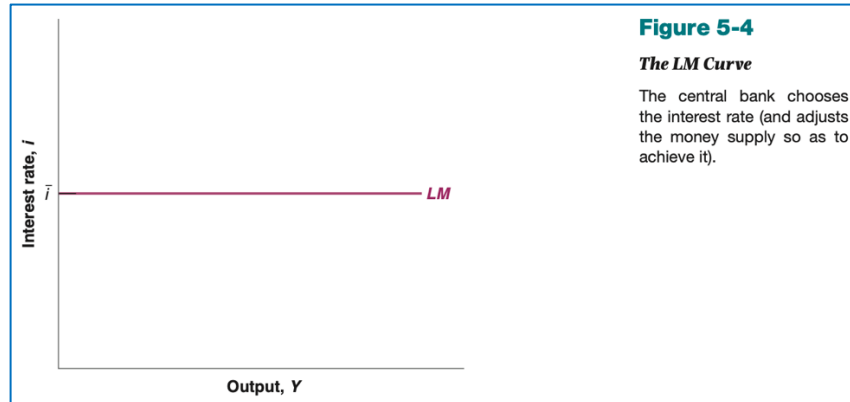 Figure 5-4
The LM Curve
The central bank chooses
the interest rate (and adjusts
the money supply so as to
achieve it).
Interest rate, i
i̅
LM
Output, Y